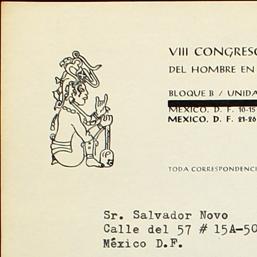 VIII CONGRESO
DEL HOMBRE EN
BLOQUE B / UNIDA
MEXICO, D. F. 10-15
MEXICO, D. F. 21-26
TODA CORRESPONDENCI
Sr. Salvador Novo
Calle del 57 # 15A-50
México D.F.